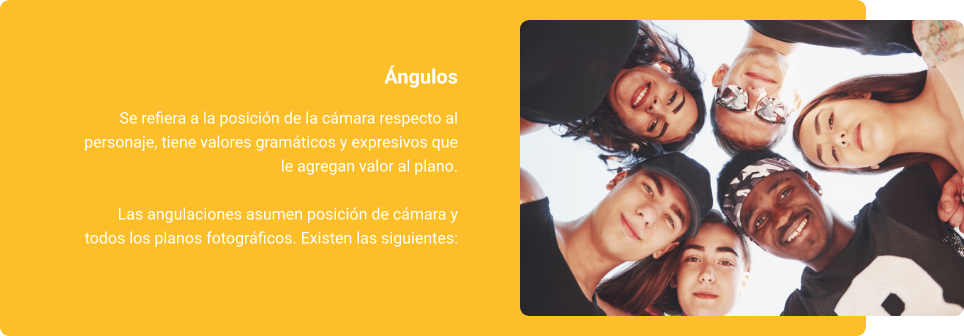 Ángulos
Se refiera a la posición de la cámara respecto al
personaje, tiene valores gramáticos y expresivos que
le agregan valor al plano.
Las angulaciones asumen posición de cámara y
todos los planos fotográficos. Existen las siguientes: